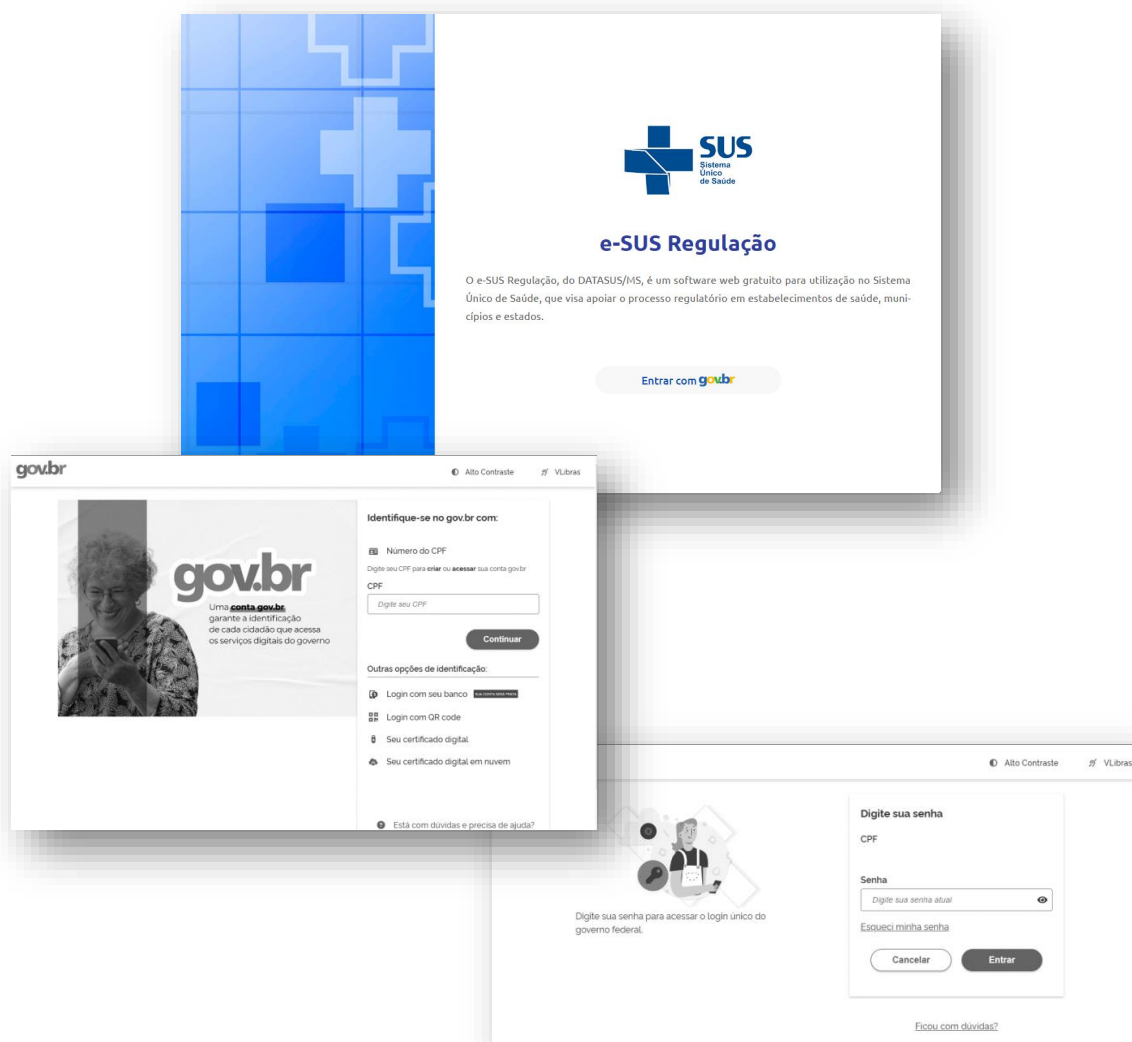 SUS
Sistema
Único
de Saúde
e-SUS Regulação
O e-SUS Regulação, do DATASUS/MS, é um software web gratuito para utilização no Sistema
Único de Saúde, que visa apoiar o processo regulatório em estabelecimentos de saúde, muni-
cípios e estados.
Entrar com gov.br
gov.br
Alto Contraste
VLibras
gov.br
Uma conta gov.br
garante a identificação
de cada cidadão que acessa
os serviços digitais do governo
Identifique-se no gov.br com:
Número do CPF
Digite seu CPF para criar ou acessar sua conta gov.br
CPF
Digite seu CPF
Continuar
Outras opções de identificação:
Login com seu banco
Login com QR code
Seu certificado digital
Seu certificado digital em nuvem
Está com dúvidas e precisa de ajuda?
Alto Contraste
VLibras
Digite sua senha para acessar o login único do
governo federal.
Digite sua senha
CPF
Senha
Digite sua senha atual
Esqueci minha senha
Cancelar
Entrar
Ficou com dúvidas?